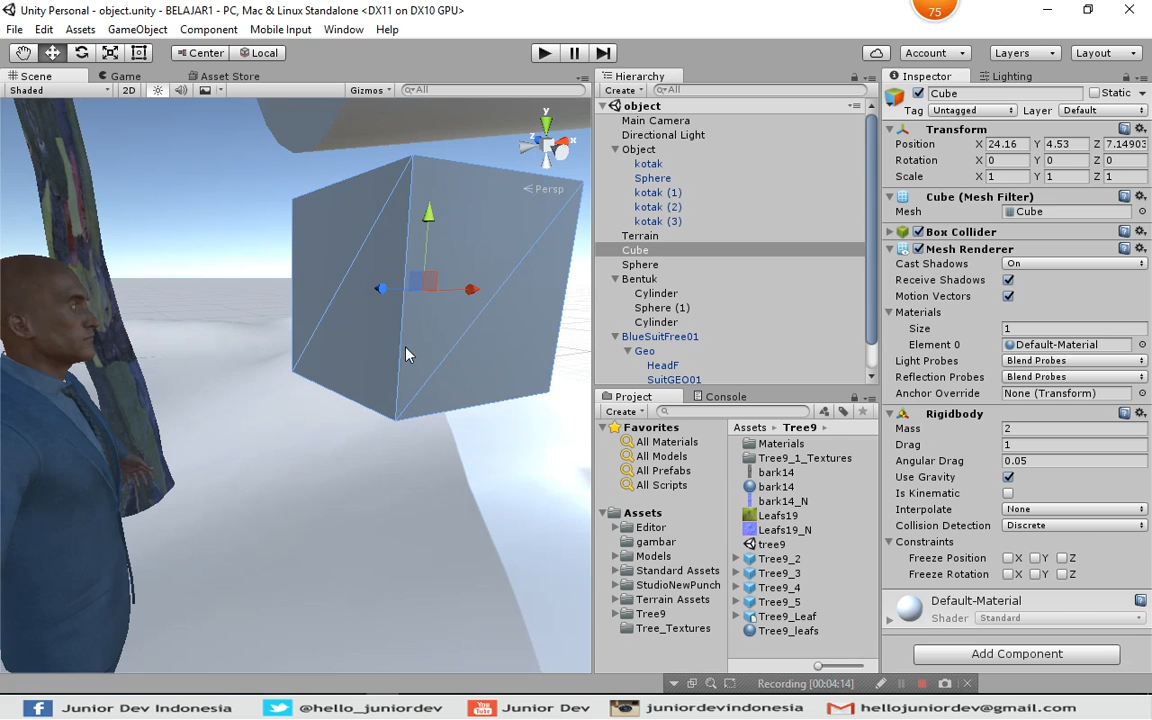 Unity Personal - object.unity - BELAJAR1 - PC, Mac & Linux Standalone <DX11 on DX10 GPU>
75
File Edit Assets GameObject Component Mobile Input Window Help
Center Local Account Layers Layout
Scene Game Asset Store
Shaded 2D Gizmos All
y
z x
Persp
Hierarchy
Create All
object
Main Camera
Directional Light
Object
kotak
Sphere
kotak (1)
kotak (2)
kotak (3)
Terrain
Cube
Sphere
Bentuk
Cylinder
Sphere (1)
Cylinder
BlueSuitFree01
Geo
HeadF
SuitGEO01
Project Console
Create
Favorites
All Materials
All Models
All Prefabs
All Scripts
Assets
Editor
gambar
Models
Standard Assets
StudioNewPunch
Terrain Assets
Tree9
Tree_Textures
Assets Tree9
Materials
Tree9_1_Textures
bark14
bark14
bark14_N
Leafs19
Leafs19_N
tree9
Tree9_2
Tree9_3
Tree9_4
Tree9_5
Tree9_Leaf
Tree9_leafs
Inspector Lighting
Cube Static
Tag Untagged Layer Default
Transform
Position X 24.16 Y 4.53 Z 7.14903
Rotation X 0 Y 0 Z 0
Scale X 1 Y 1 Z 1
Cube (Mesh Filter)
Mesh Cube
Box Collider
Mesh Renderer
Cast Shadows On
Receive Shadows
Motion Vectors
Materials
Size 1
Element 0 Default-Material
Light Probes Blend Probes
Reflection Probes Blend Probes
Anchor Override None (Transform)
Rigidbody
Mass 2
Drag 1
Angular Drag 0.05
Use Gravity
Is Kinematic
Interpolate None
Collision Detection Discrete
Constraints
Freeze Position X Y Z
Freeze Rotation X Y Z
Default-Material
Shader Standard
Add Component
Recording [00:04:14]
Junior Dev Indonesia @hello_juniordev Junior Dev juniordevindonesia hellojuniordev@gmail.com